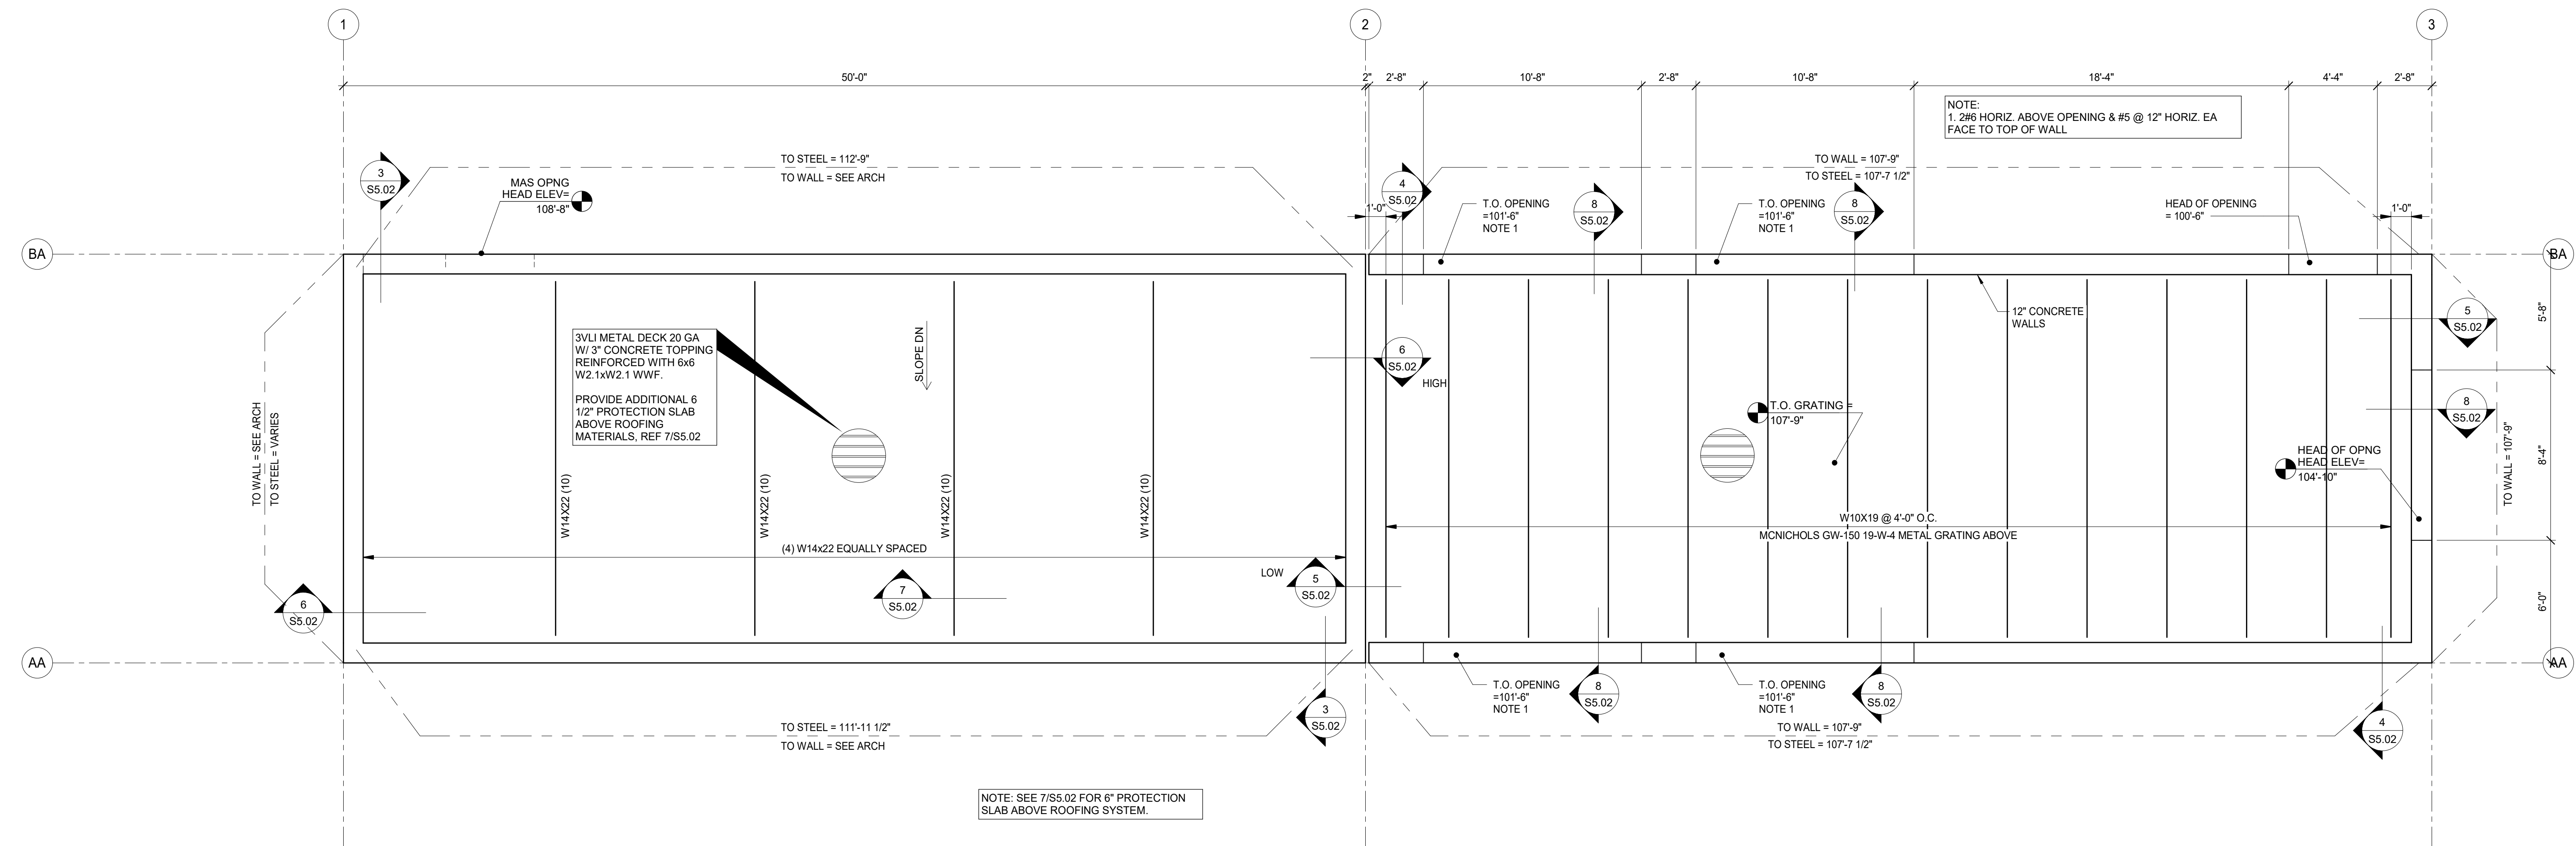 1
2
3
50'-0"
2"
2'-8"
10'-8"
2'-8"
10'-8"
18'-4"
4'-4"
2'-8"
NOTE:
1. 2#6 HORIZ. ABOVE OPENING & #5 @ 12" HORIZ. EA
FACE TO TOP OF WALL
TO STEEL = 112'-9"
TO WALL = SEE ARCH
TO WALL = 107'-9"
TO STEEL = 107'-7 1/2"
3
S5.02
MAS OPNG
HEAD ELEV=
108'-8"
4
S5.02
1'-0"
T.O. OPENING
=101'-6"
NOTE 1
8
S5.02
T.O. OPENING
=101'-6"
NOTE 1
8
S5.02
HEAD OF OPENING
= 100'-6"
1'-0"
BA
BA
12" CONCRETE
WALLS
5
S5.02
5'-8"
3VLI METAL DECK 20 GA
W/ 3" CONCRETE TOPPING
REINFORCED WITH 6x6
W2.1xW2.1 WWF.
PROVIDE ADDITIONAL 6
1/2" PROTECTION SLAB
ABOVE ROOFING
MATERIALS, REF 7/S5.02
SLOPE DN
6
S5.02
HIGH
T.O. GRATING =
107'-9"
8
S5.02
TO WALL = SEE ARCH
TO STEEL = VARIES
W14X22 (10)
W14X22 (10)
W14X22 (10)
W14X22 (10)
HEAD OF OPNG
HEAD ELEV=
104'-10"
TO WALL = 107'-9"
8'-4"
W10X19 @ 4'-0" O.C.
MCNICHOLS GW-150 19-W-4 METAL GRATING ABOVE
(4) W14x22 EQUALLY SPACED
LOW
5
S5.02
7
S5.02
6
S5.02
6'-0"
AA
AA
T.O. OPENING
=101'-6"
NOTE 1
8
S5.02
T.O. OPENING
=101'-6"
NOTE 1
8
S5.02
3
S5.02
4
S5.02
TO STEEL = 111'-11 1/2"
TO WALL = SEE ARCH
TO WALL = 107'-9"
TO STEEL = 107'-7 1/2"
NOTE: SEE 7/S5.02 FOR 6" PROTECTION
SLAB ABOVE ROOFING SYSTEM.